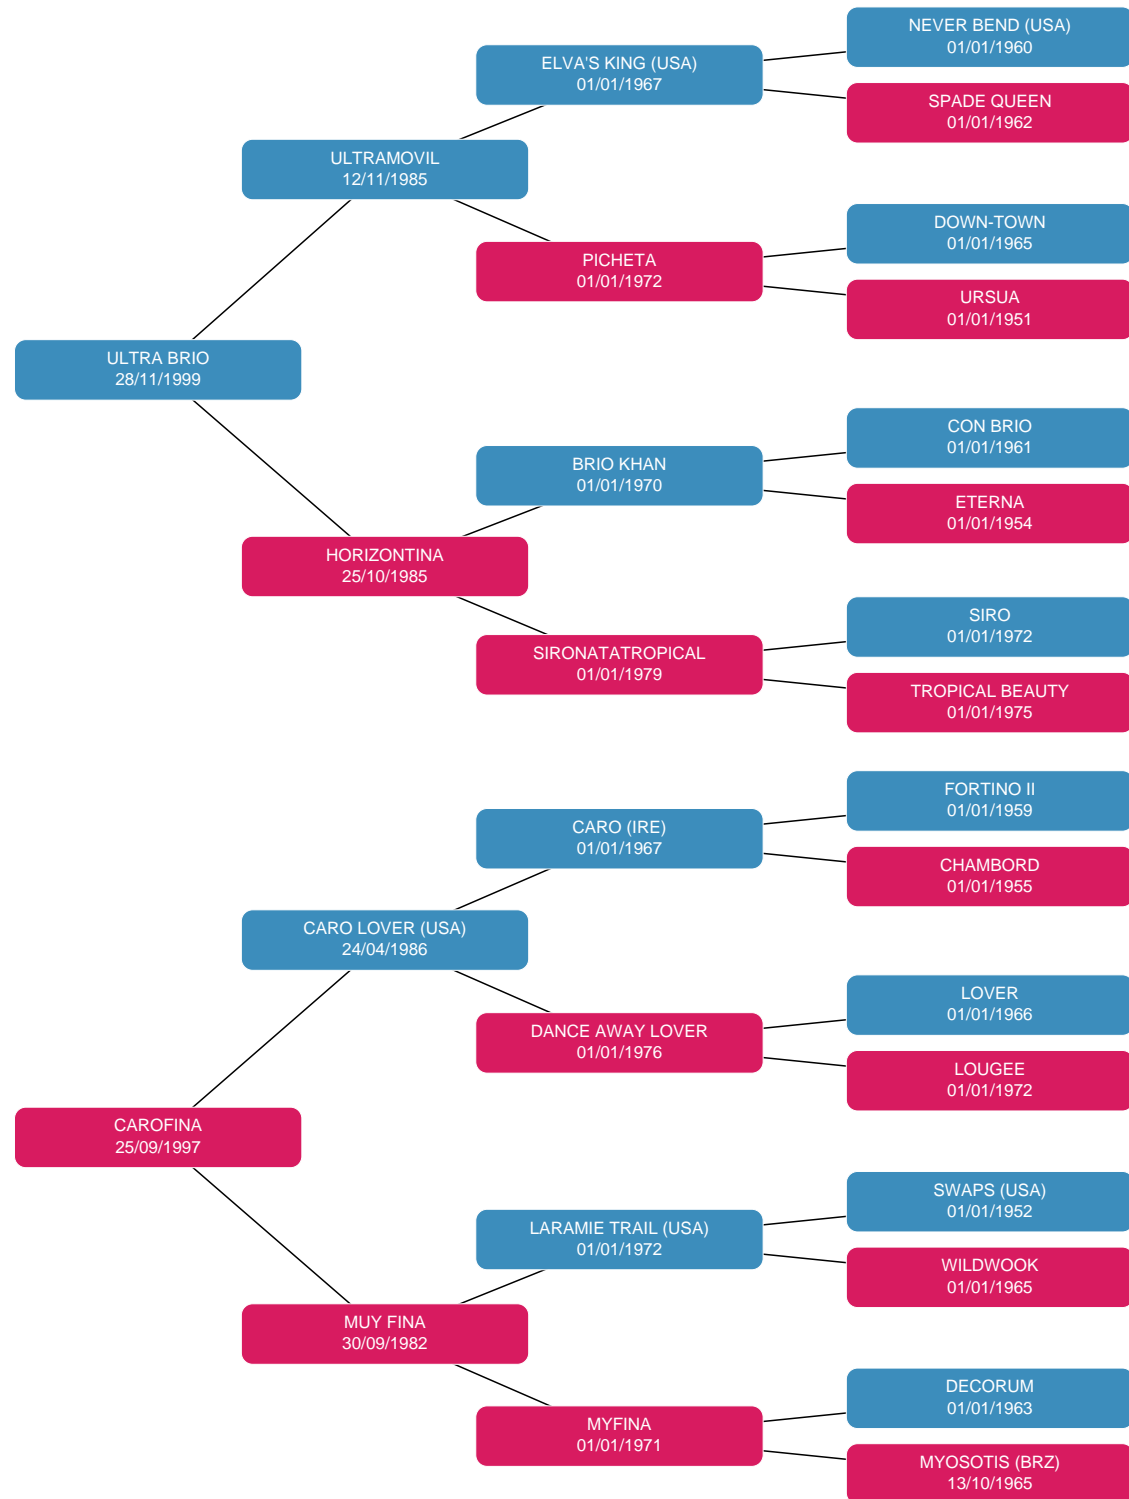 NEVER BEND (USA)
01/01/1960
ELVA'S KING (USA)
01/01/1967
SPADE QUEEN
01/01/1962
ULTRAMOVIL
12/11/1985
DOWN-TOWN
01/01/1965
PICHETA
01/01/1972
URSUA
01/01/1951
ULTRA BRIO
28/11/1999
CON BRIO
01/01/1961
BRIO KHAN
01/01/1970
ETERNA
01/01/1954
HORIZONTINA
25/10/1985
SIRO
01/01/1972
SIRONATATROPICAL
01/01/1979
TROPICAL BEAUTY
01/01/1975
FORTINO II
01/01/1959
CARO (IRE)
01/01/1967
CHAMBORD
01/01/1955
CARO LOVER (USA)
24/04/1986
LOVER
01/01/1966
DANCE AWAY LOVER
01/01/1976
LOUGEE
01/01/1972
CAROFINA
25/09/1997
SWAPS (USA)
01/01/1952
LARAMIE TRAIL (USA)
01/01/1972
WILDWOOK
01/01/1965
MUY FINA
30/09/1982
DECORUM
01/01/1963
MYFINA
01/01/1971
MYOSOTIS (BRZ)
13/10/1965